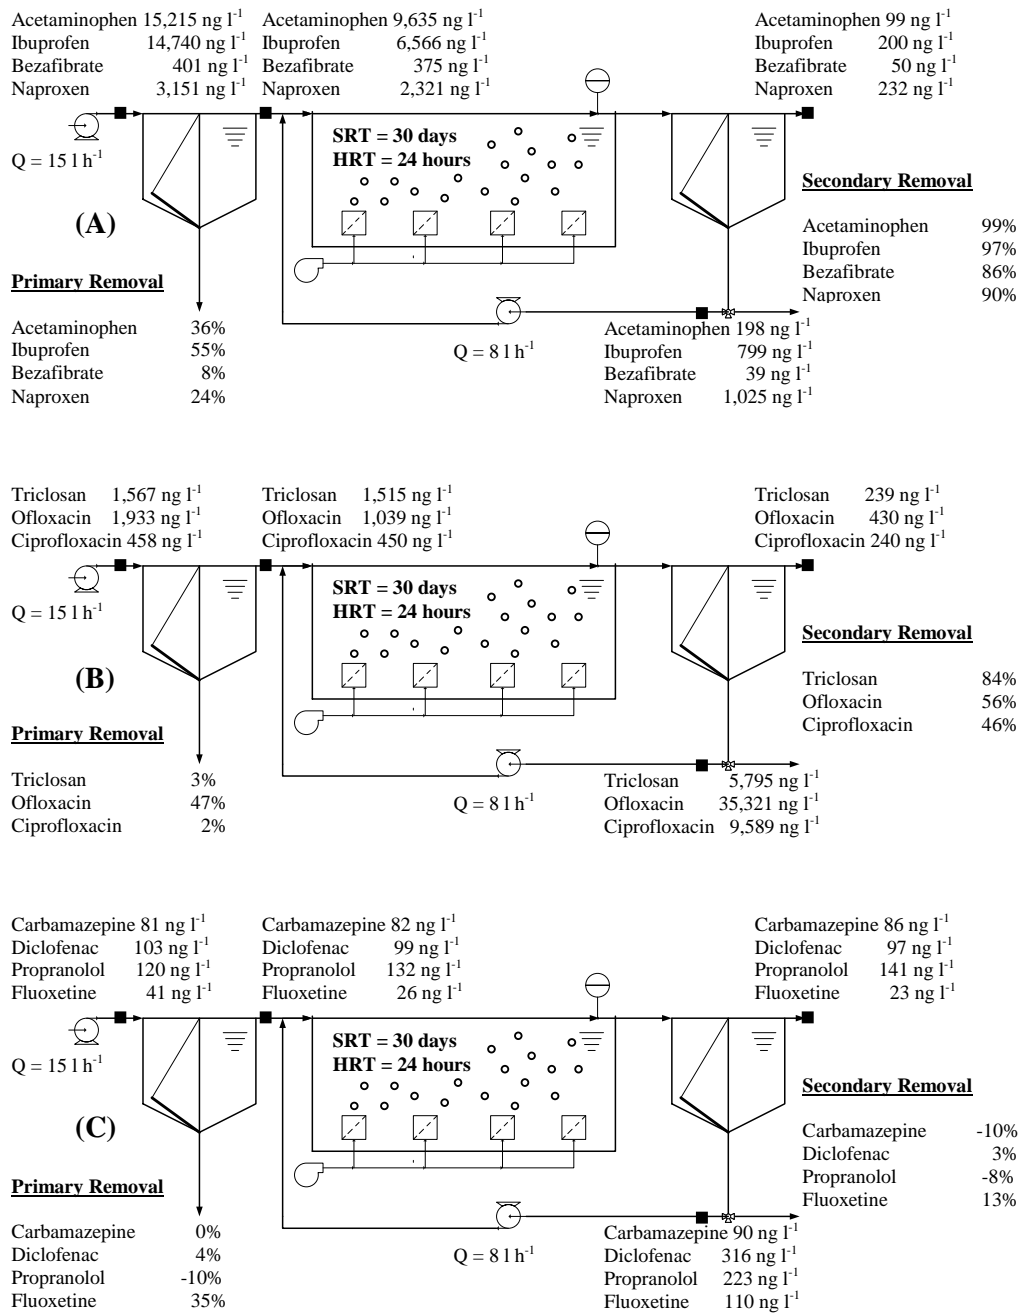 Acetaminophen 15,215 ng l⁻¹ Acetaminophen 9,635 ng l⁻¹ Acetaminophen 99 ng l⁻¹
Ibuprofen 14,740 ng l⁻¹ Ibuprofen 6,566 ng l⁻¹ Ibuprofen 200 ng l⁻¹
Bezafibrate 401 ng l⁻¹ Bezafibrate 375 ng l⁻¹ Bezafibrate 50 ng l⁻¹
Naproxen 3,151 ng l⁻¹ Naproxen 2,321 ng l⁻¹ Naproxen 232 ng l⁻¹
SRT = 30 days
HRT = 24 hours
Q = 15 l h⁻¹
(A)
Secondary Removal
Acetaminophen 99%
Ibuprofen 97%
Bezafibrate 86%
Naproxen 90%
Primary Removal
Acetaminophen 36%
Ibuprofen 55%
Bezafibrate 8%
Naproxen 24%
Q = 8 l h⁻¹
Acetaminophen 198 ng l⁻¹
Ibuprofen 799 ng l⁻¹
Bezafibrate 39 ng l⁻¹
Naproxen 1,025 ng l⁻¹
Triclosan 1,567 ng l⁻¹ Triclosan 1,515 ng l⁻¹ Triclosan 239 ng l⁻¹
Ofloxacin 1,933 ng l⁻¹ Ofloxacin 1,039 ng l⁻¹ Ofloxacin 430 ng l⁻¹
Ciprofloxacin 458 ng l⁻¹ Ciprofloxacin 450 ng l⁻¹ Ciprofloxacin 240 ng l⁻¹
SRT = 30 days
HRT = 24 hours
Q = 15 l h⁻¹
(B)
Secondary Removal
Triclosan 84%
Ofloxacin 56%
Ciprofloxacin 46%
Primary Removal
Triclosan 3%
Ofloxacin 47%
Ciprofloxacin 2%
Q = 8 l h⁻¹
Triclosan 5,795 ng l⁻¹
Ofloxacin 35,321 ng l⁻¹
Ciprofloxacin 9,589 ng l⁻¹
Carbamazepine 81 ng l⁻¹ Carbamazepine 82 ng l⁻¹ Carbamazepine 86 ng l⁻¹
Diclofenac 103 ng l⁻¹ Diclofenac 99 ng l⁻¹ Diclofenac 97 ng l⁻¹
Propranolol 120 ng l⁻¹ Propranolol 132 ng l⁻¹ Propranolol 141 ng l⁻¹
Fluoxetine 41 ng l⁻¹ Fluoxetine 26 ng l⁻¹ Fluoxetine 23 ng l⁻¹
SRT = 30 days
HRT = 24 hours
Q = 15 l h⁻¹
(C)
Secondary Removal
Carbamazepine -10%
Diclofenac 3%
Propranolol -8%
Fluoxetine 13%
Primary Removal
Carbamazepine 0%
Diclofenac 4%
Propranolol -10%
Fluoxetine 35%
Q = 8 l h⁻¹
Carbamazepine 90 ng l⁻¹
Diclofenac 316 ng l⁻¹
Propranolol 223 ng l⁻¹
Fluoxetine 110 ng l⁻¹